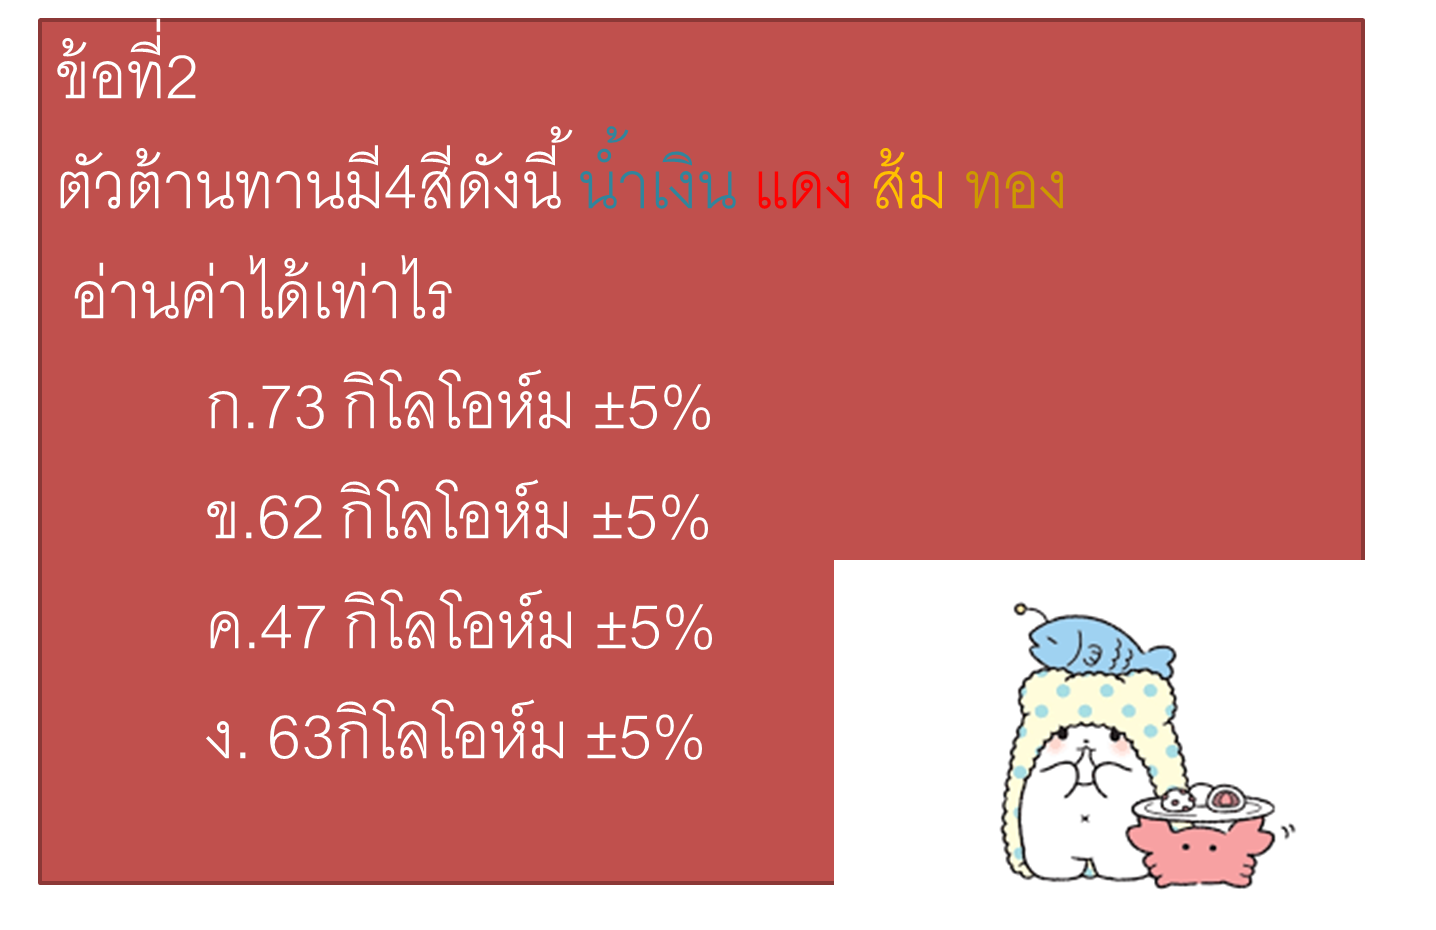 ข้อที่2
ตัวต้านทานมี4สีดังนี้ น้ำเงิน แดง ส้ม ทอง
อ่านค่าได้เท่าไร
ก.73 กิโลโอห์ม ±5%
ข.62 กิโลโอห์ม ±5%
ค.47 กิโลโอห์ม ±5%
ง. 63กิโลโอห์ม ±5%